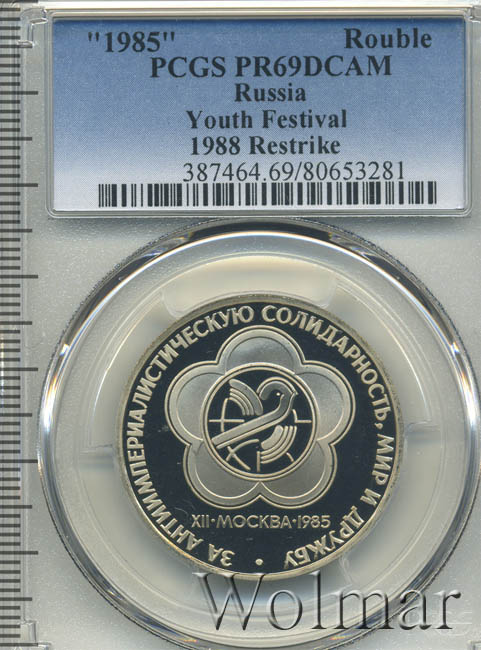 "1985" Rouble
PCGS PR69DCAM
Russia
Youth Festival
1988 Restrike
387464.69/80653281
ЗА АНТИИМПЕРИАЛИСТИЧЕСКУЮ СОЛИДАРНОСТЬ, МИР И ДРУЖБУ •
XII•МОСКВА•1985
Wolmar